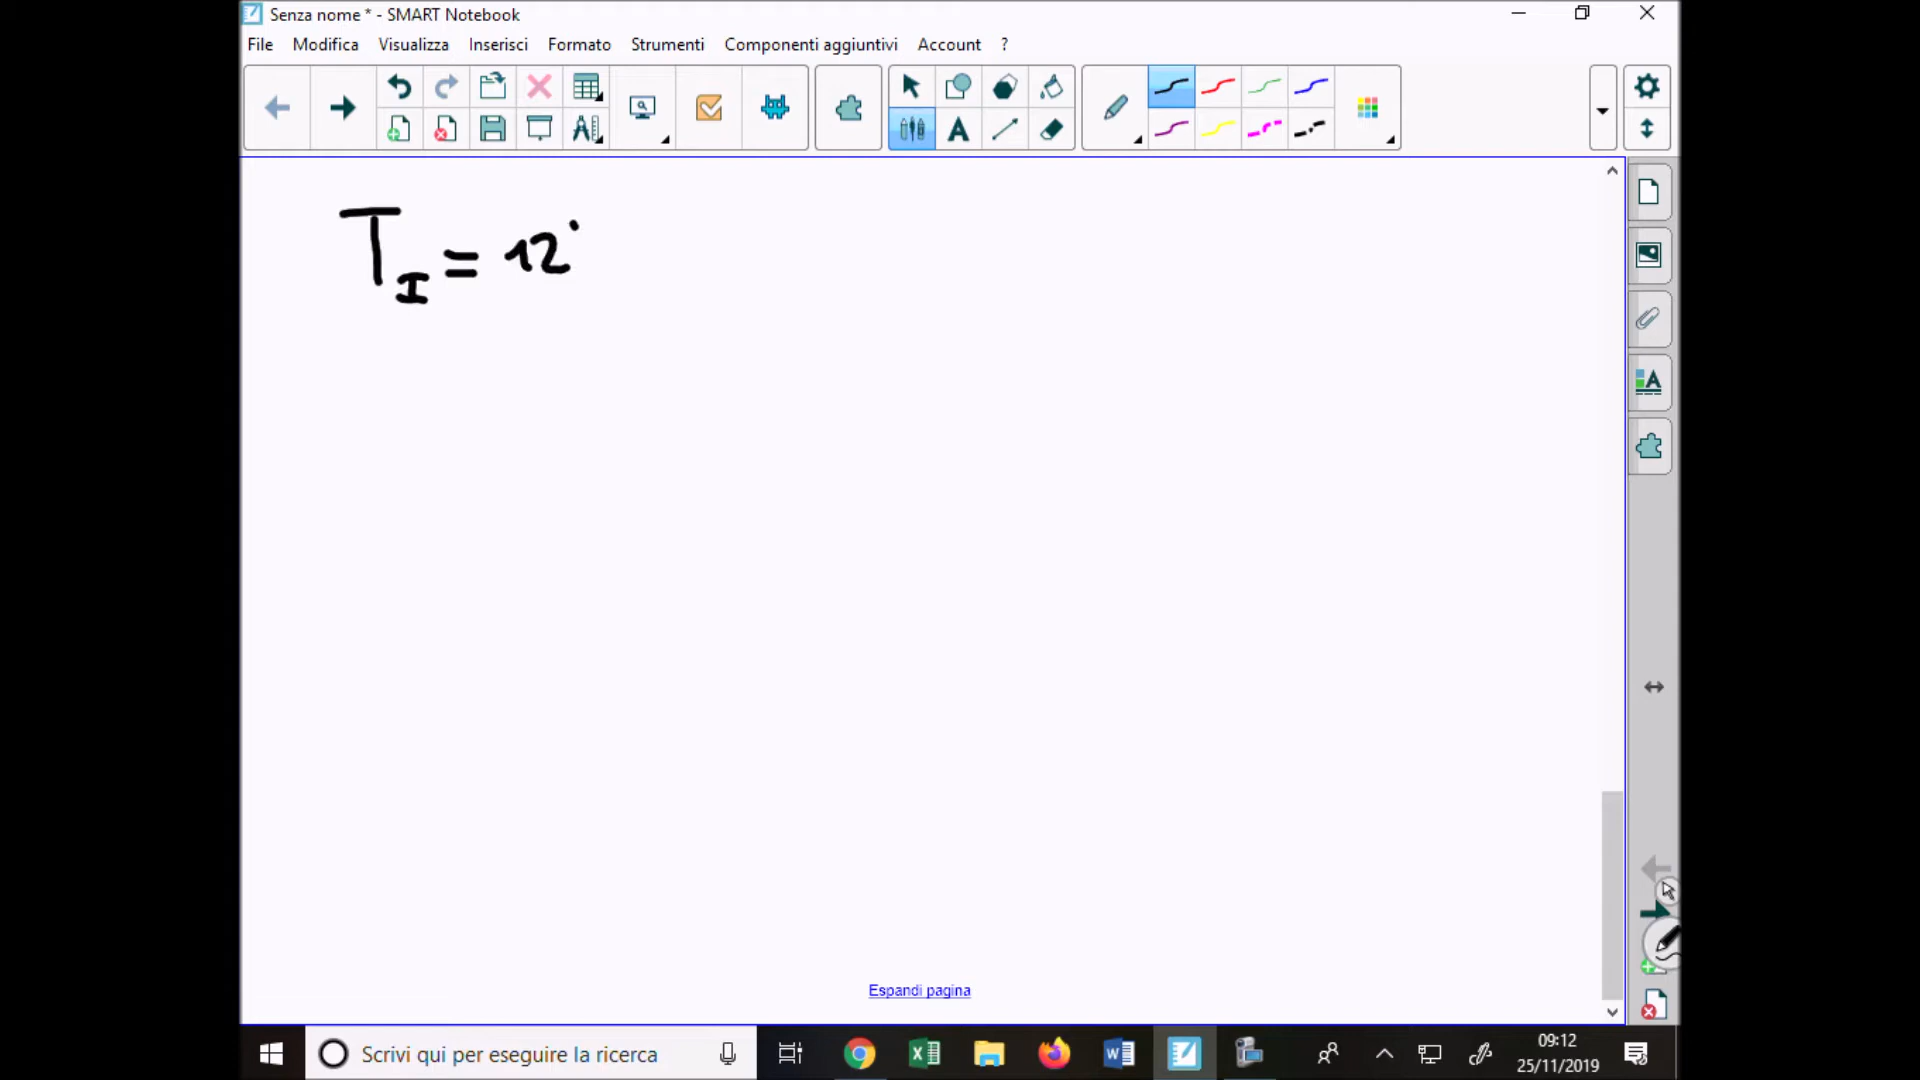 Senza nome * - SMART Notebook
File Modifica Visualizza Inserisci Formato Strumenti Componenti aggiuntivi Account ?
T_I = 12°
Espandi pagina
Scrivi qui per eseguire la ricerca
09:12
25/11/2019